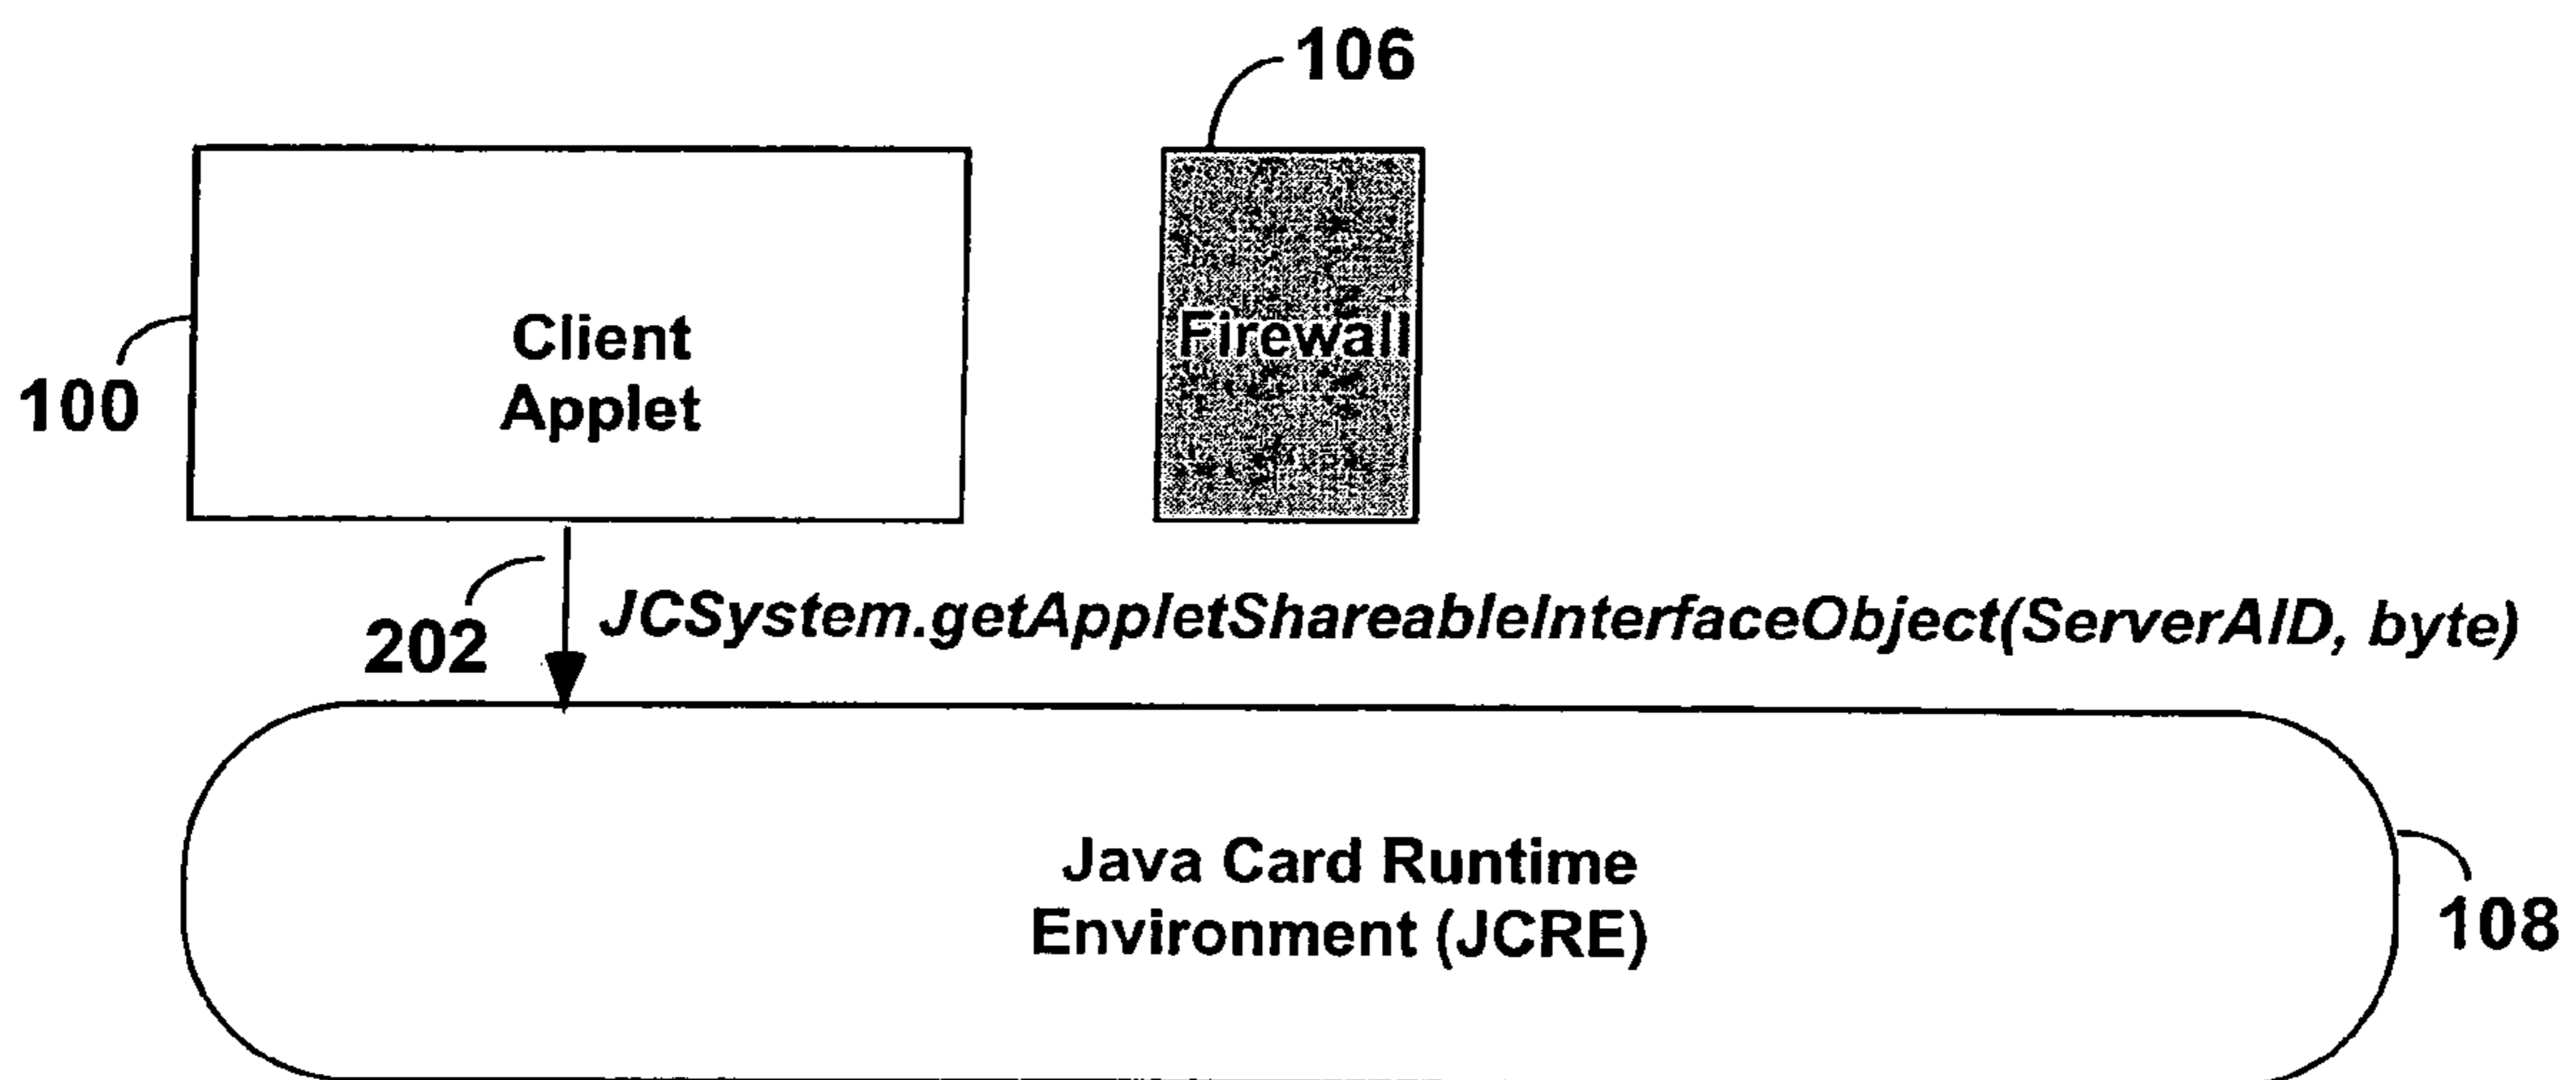 106
Client
Applet
Firewall
100
202
JCSystem.getAppletShareableInterfaceObject(ServerAID, byte)
Java Card Runtime
Environment (JCRE)
108